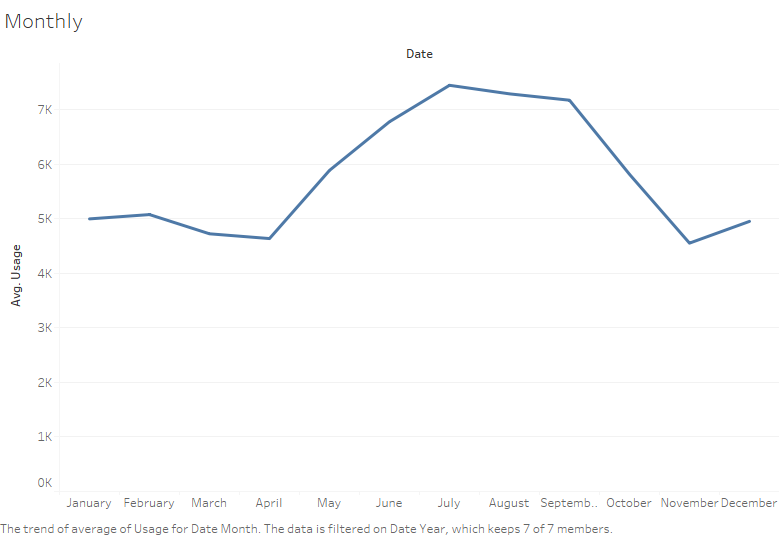 Monthly
Date
Avg. Usage
7K
6K
5K
4K
3K
2K
1K
0K
January February March April May June July August Septemb.. October November December
The trend of average of Usage for Date Month. The data is filtered on Date Year, which keeps 7 of 7 members.